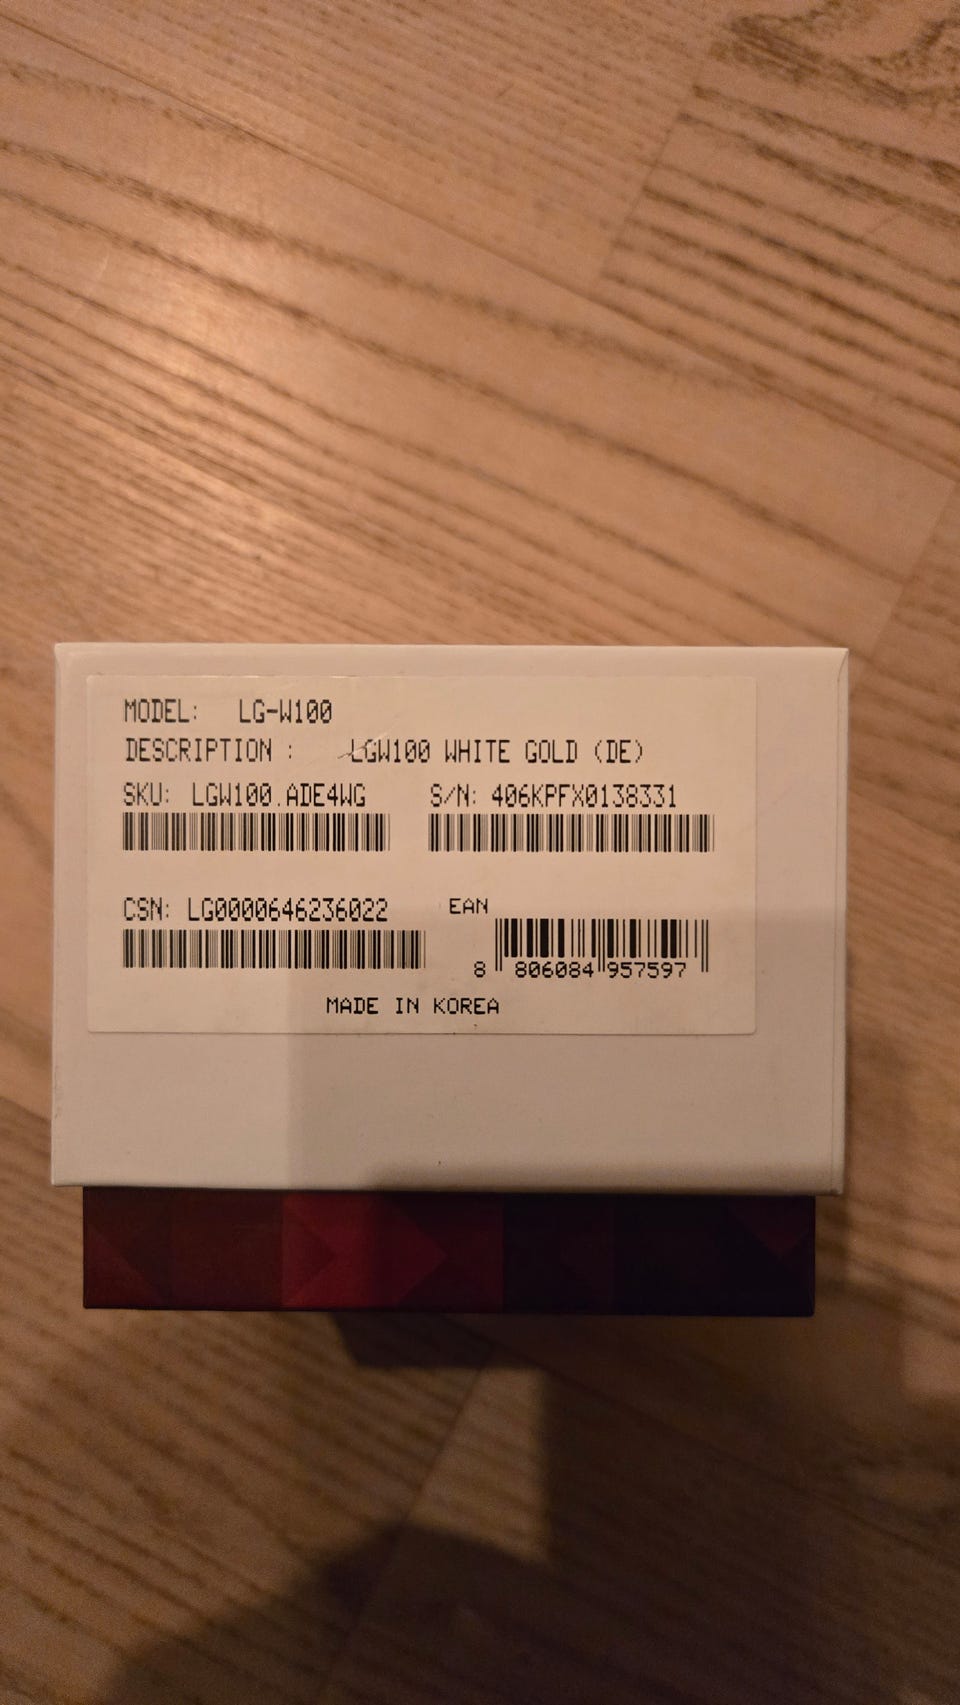 MODEL: LG-W100
DESCRIPTION : LGW100 WHITE GOLD (DE)
SKU: LGW100.ADE4WG S/N: 406KPFX0138331
CSN: LG0000646236022 EAN
8 806084 957597
MADE IN KOREA